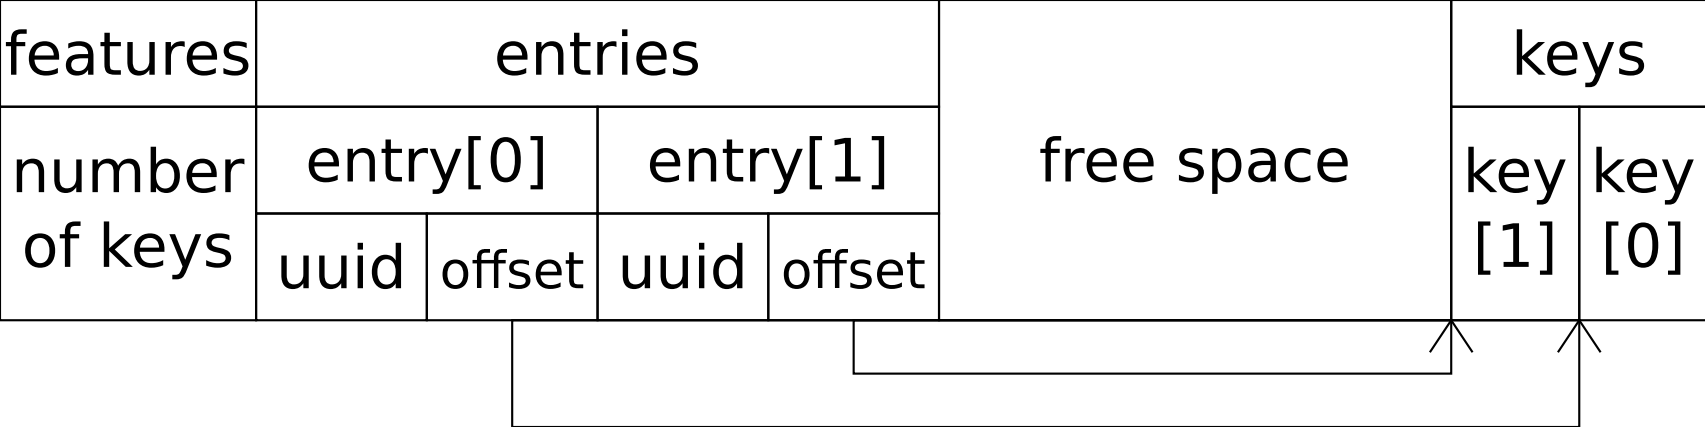 features
entries
keys
number
of keys
entry[0]
entry[1]
free space
key
[1]
key
[0]
uuid
offset
uuid
offset